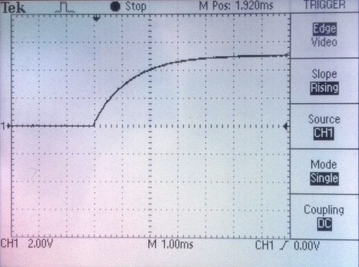 Tek Stop M Pos: 1.920ms TRIGGER
Edge
Video
Slope
Rising
Source
CH1
Mode
Single
Coupling
DC
1
CH1 2.00V M 1.00ms CH1 0.00V